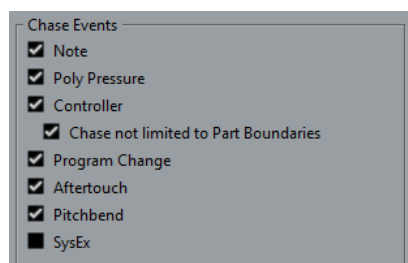 Chase Events
Note
Poly Pressure
Controller
Chase not limited to Part Boundaries
Program Change
Aftertouch
Pitchbend
SysEx